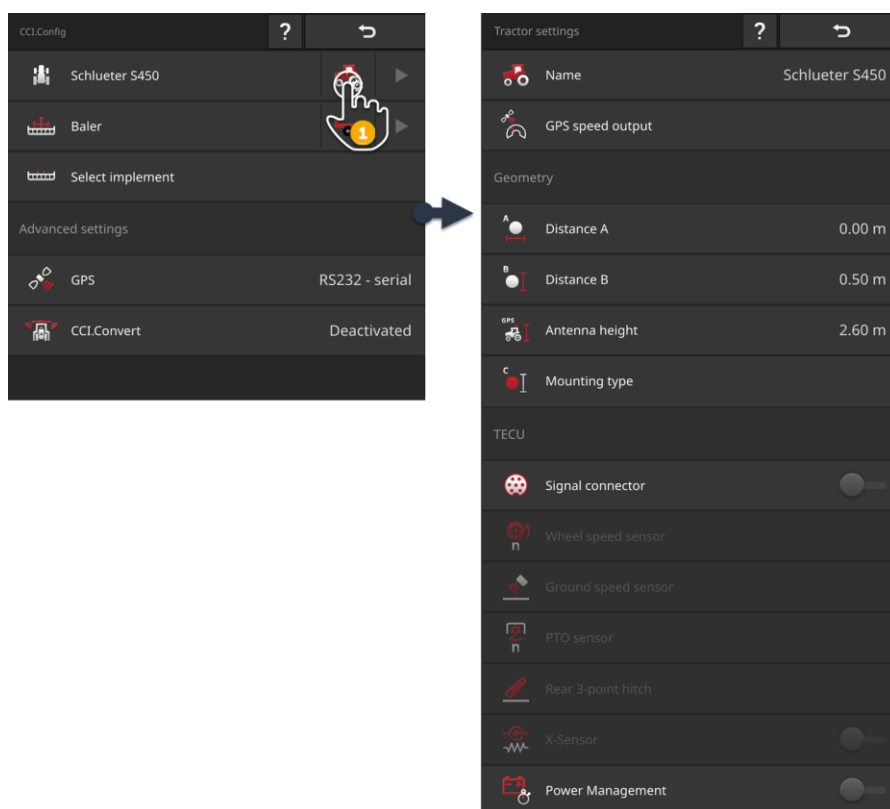 CCI.Config
?
Schlueter S450
1
Baler
Select implement
Advanced settings
GPS
RS232 - serial
CCI.Convert
Deactivated
Tractor settings
?
Name
Schlueter S450
GPS speed output
Geometry
A
Distance A
0.00 m
B
Distance B
0.50 m
GPS
Antenna height
2.60 m
C
Mounting type
TECU
Signal connector
n
Wheel speed sensor
Ground speed sensor
n
PTO sensor
Rear 3-point hitch
X-Sensor
Power Management